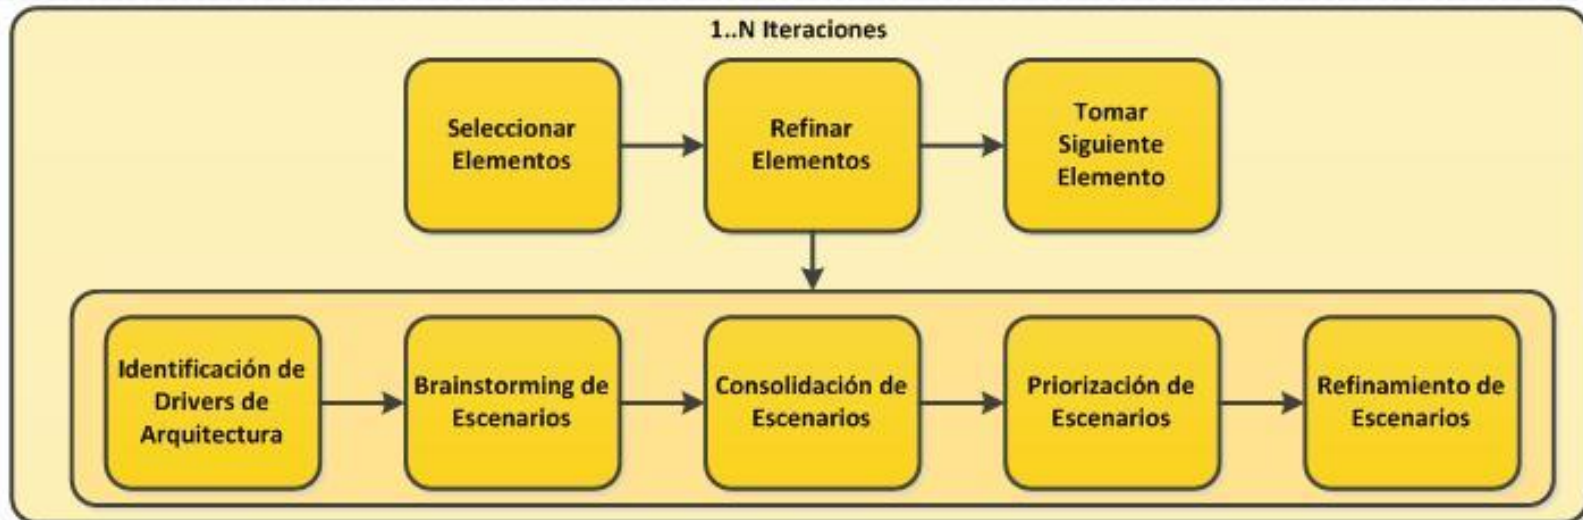 1..N Iteraciones
Seleccionar
Elementos
Refinar
Elementos
Tomar
Siguiente
Elemento
Identificación de
Drivers de
Arquitectura
Brainstorming de
Escenarios
Consolidación de
Escenarios
Priorización de
Escenarios
Refinamiento de
Escenarios